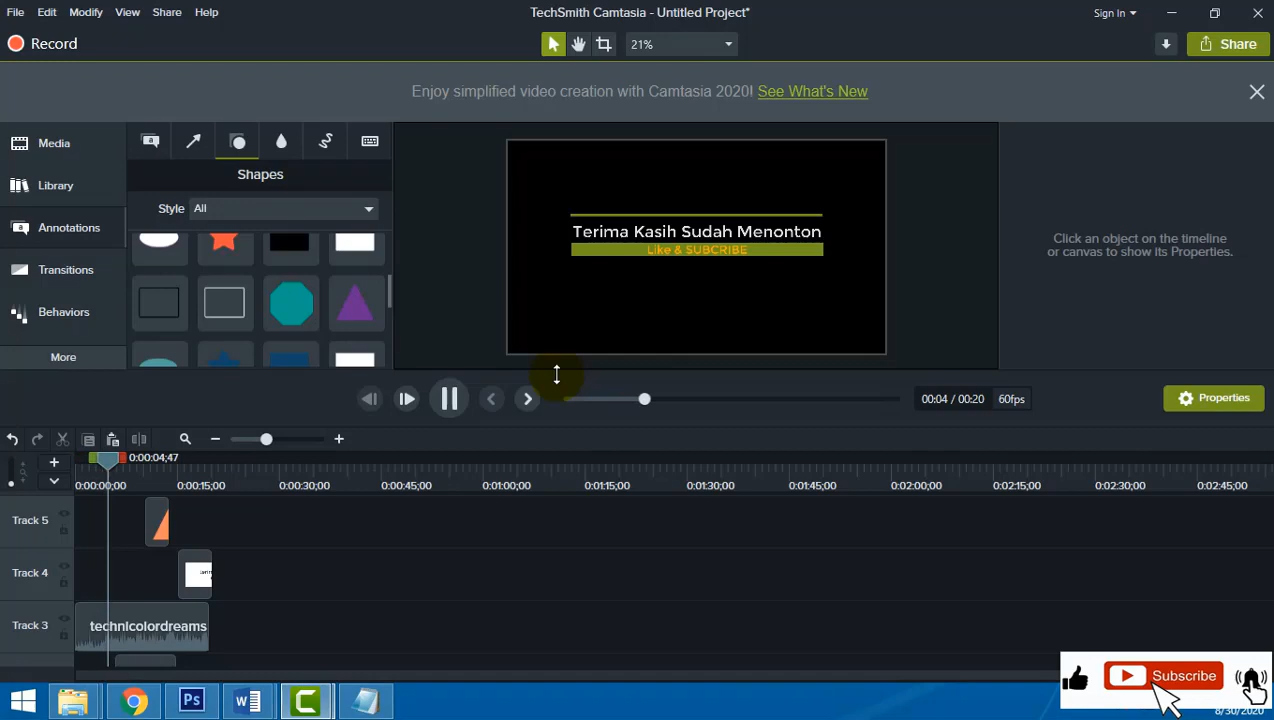 File Edit Modify View Share Help
TechSmith Camtasia - Untitled Project*
Sign In
Record
21%
Share
Enjoy simplified video creation with Camtasia 2020! See What's New
Media
Library
Annotations
Transitions
Behaviors
More
Shapes
Style All
Terima Kasih Sudah Menonton
Like & SUBCRIBE
Click an object on the timeline
or canvas to show its Properties.
00:04 / 00:20 60fps
Properties
0:00:04;47
0:00:00;00 0:00:15;00 0:00:30;00 0:00:45;00 0:01:00;00 0:01:15;00 0:01:30;00 0:01:45;00 0:02:00;00 0:02:15;00 0:02:30;00 0:02:45;00
Track 5
Track 4
Track 3
technicolordreams
Subscribe
8/30/2020